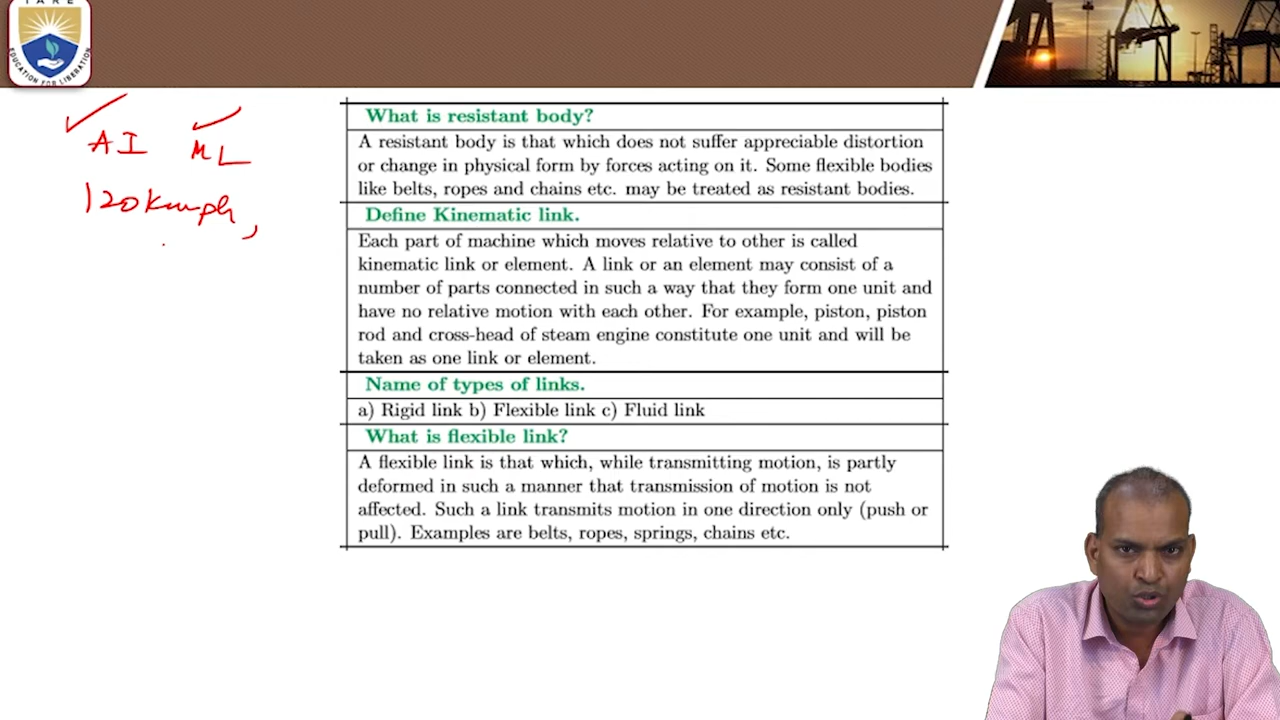 TARE
EDUCATION FOR LIBERATION
AI ML
120kmph,
What is resistant body?
A resistant body is that which does not suffer appreciable distortion
or change in physical form by forces acting on it. Some flexible bodies
like belts, ropes and chains etc. may be treated as resistant bodies.
Define Kinematic link.
Each part of machine which moves relative to other is called
kinematic link or element. A link or an element may consist of a
number of parts connected in such a way that they form one unit and
have no relative motion with each other. For example, piston, piston
rod and cross-head of steam engine constitute one unit and will be
taken as one link or element.
Name of types of links.
a) Rigid link b) Flexible link c) Fluid link
What is flexible link?
A flexible link is that which, while transmitting motion, is partly
deformed in such a manner that transmission of motion is not
affected. Such a link transmits motion in one direction only (push or
pull). Examples are belts, ropes, springs, chains etc.